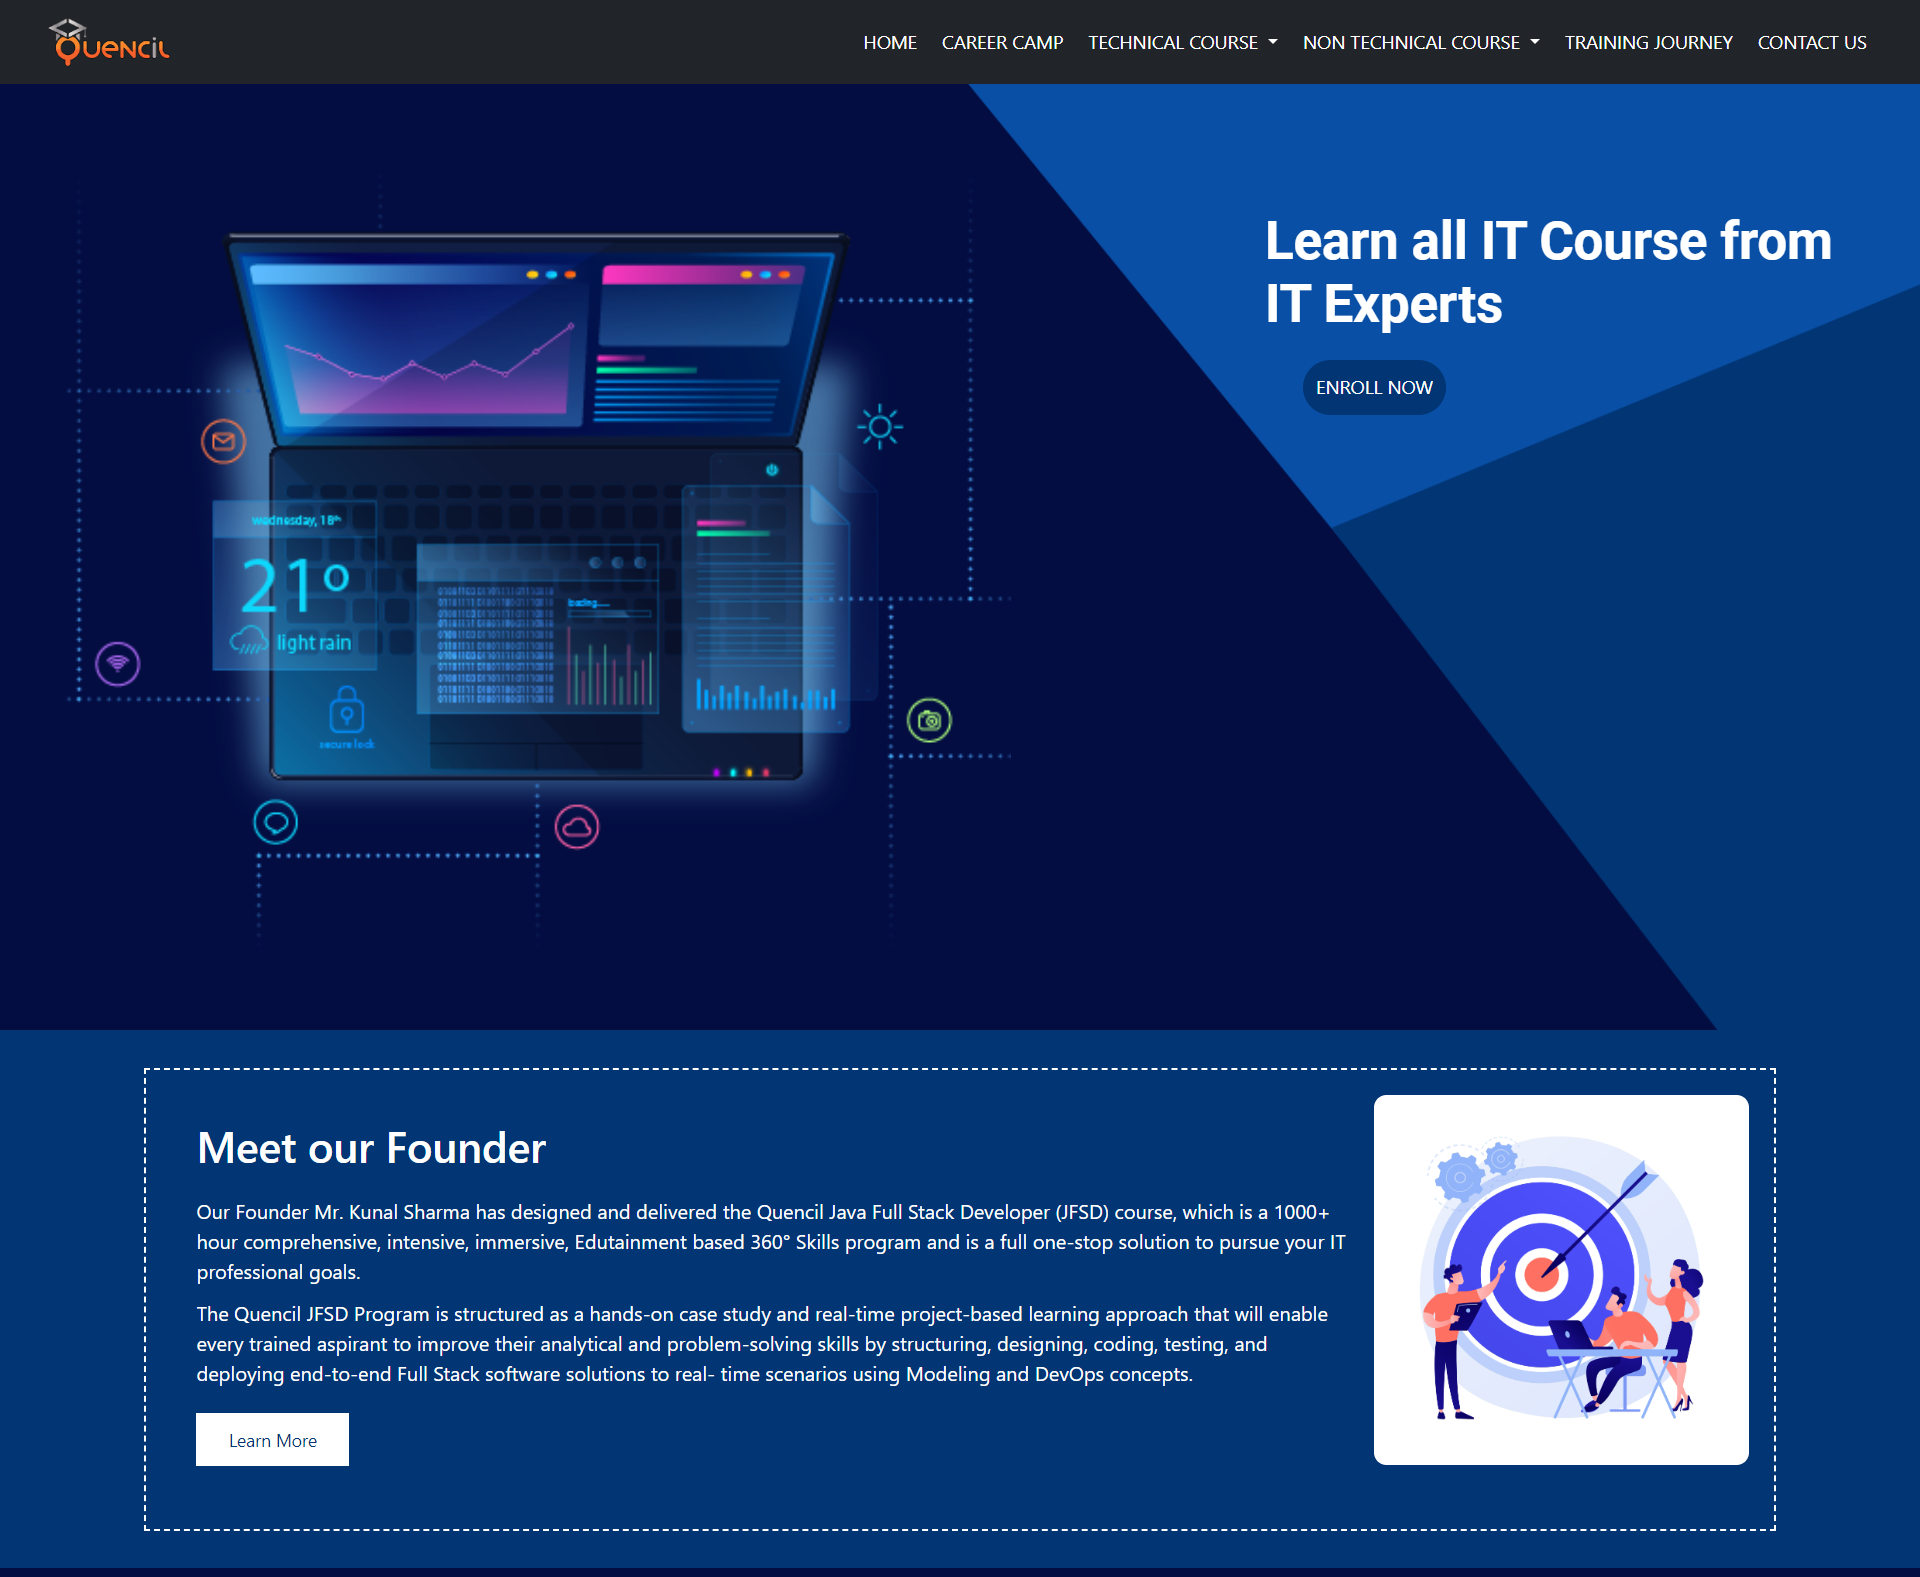 Quencil
HOME CAREER CAMP TECHNICAL COURSE NON TECHNICAL COURSE TRAINING JOURNEY CONTACT US
Learn all IT Course from
IT Experts
ENROLL NOW
wednesday, 18th
21°
light rain
loading
secure lock
Meet our Founder
Our Founder Mr. Kunal Sharma has designed and delivered the Quencil Java Full Stack Developer (JFSD) course, which is a 1000+
hour comprehensive, intensive, immersive, Edutainment based 360° Skills program and is a full one-stop solution to pursue your IT
professional goals.
The Quencil JFSD Program is structured as a hands-on case study and real-time project-based learning approach that will enable
every trained aspirant to improve their analytical and problem-solving skills by structuring, designing, coding, testing, and
deploying end-to-end Full Stack software solutions to real- time scenarios using Modeling and DevOps concepts.
Learn More